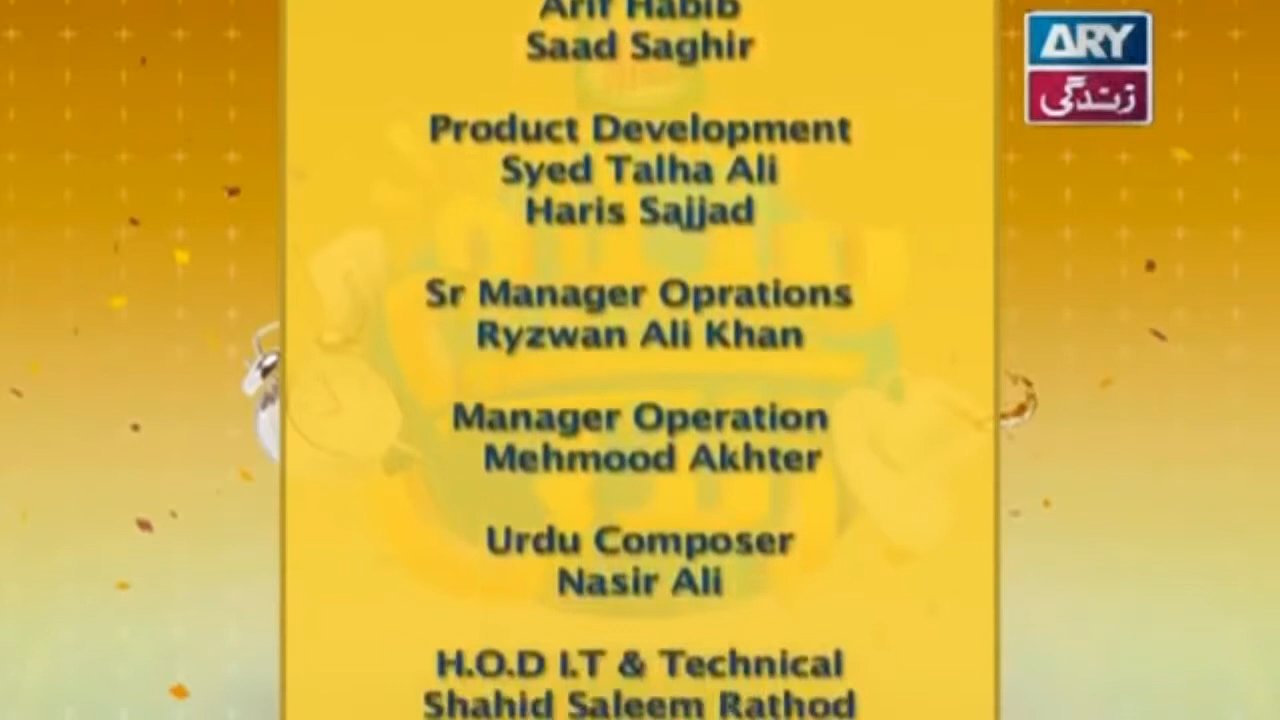 Arif Habib
Saad Saghir
Product Development
Syed Talha Ali
Haris Sajjad
Sr Manager Oprations
Ryzwan Ali Khan
Manager Operation
Mehmood Akhter
Urdu Composer
Nasir Ali
H.O.D I.T & Technical
Shahid Saleem Rathod
ARY
زندگی